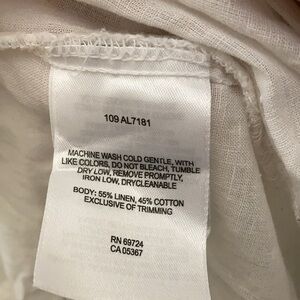 109 AL7181
MACHINE WASH COLD GENTLE, WITH
LIKE COLORS, DO NOT BLEACH, TUMBLE
DRY LOW, REMOVE PROMPTLY,
IRON LOW, DRYCLEANABLE
BODY: 55% LINEN, 45% COTTON
EXCLUSIVE OF TRIMMING
RN 69724
CA 05367